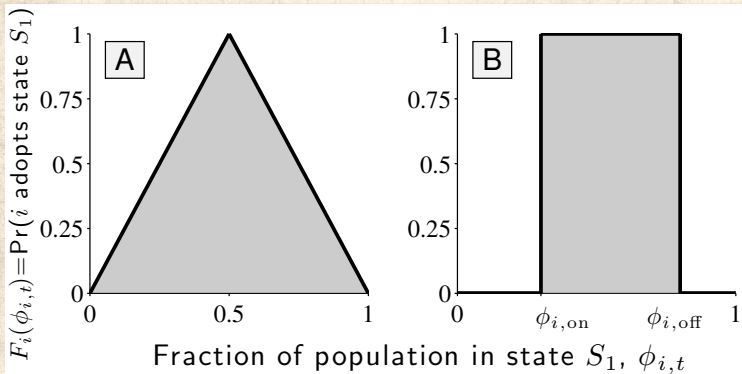 F_i(φ_{i,t})=Pr(i adopts state S_1)
A
1
0.75
0.5
0.25
0
0
0.5
1
B
1
0.75
0.5
0.25
0
0
φ_{i,on}
φ_{i,off}
1
Fraction of population in state S_1, φ_{i,t}